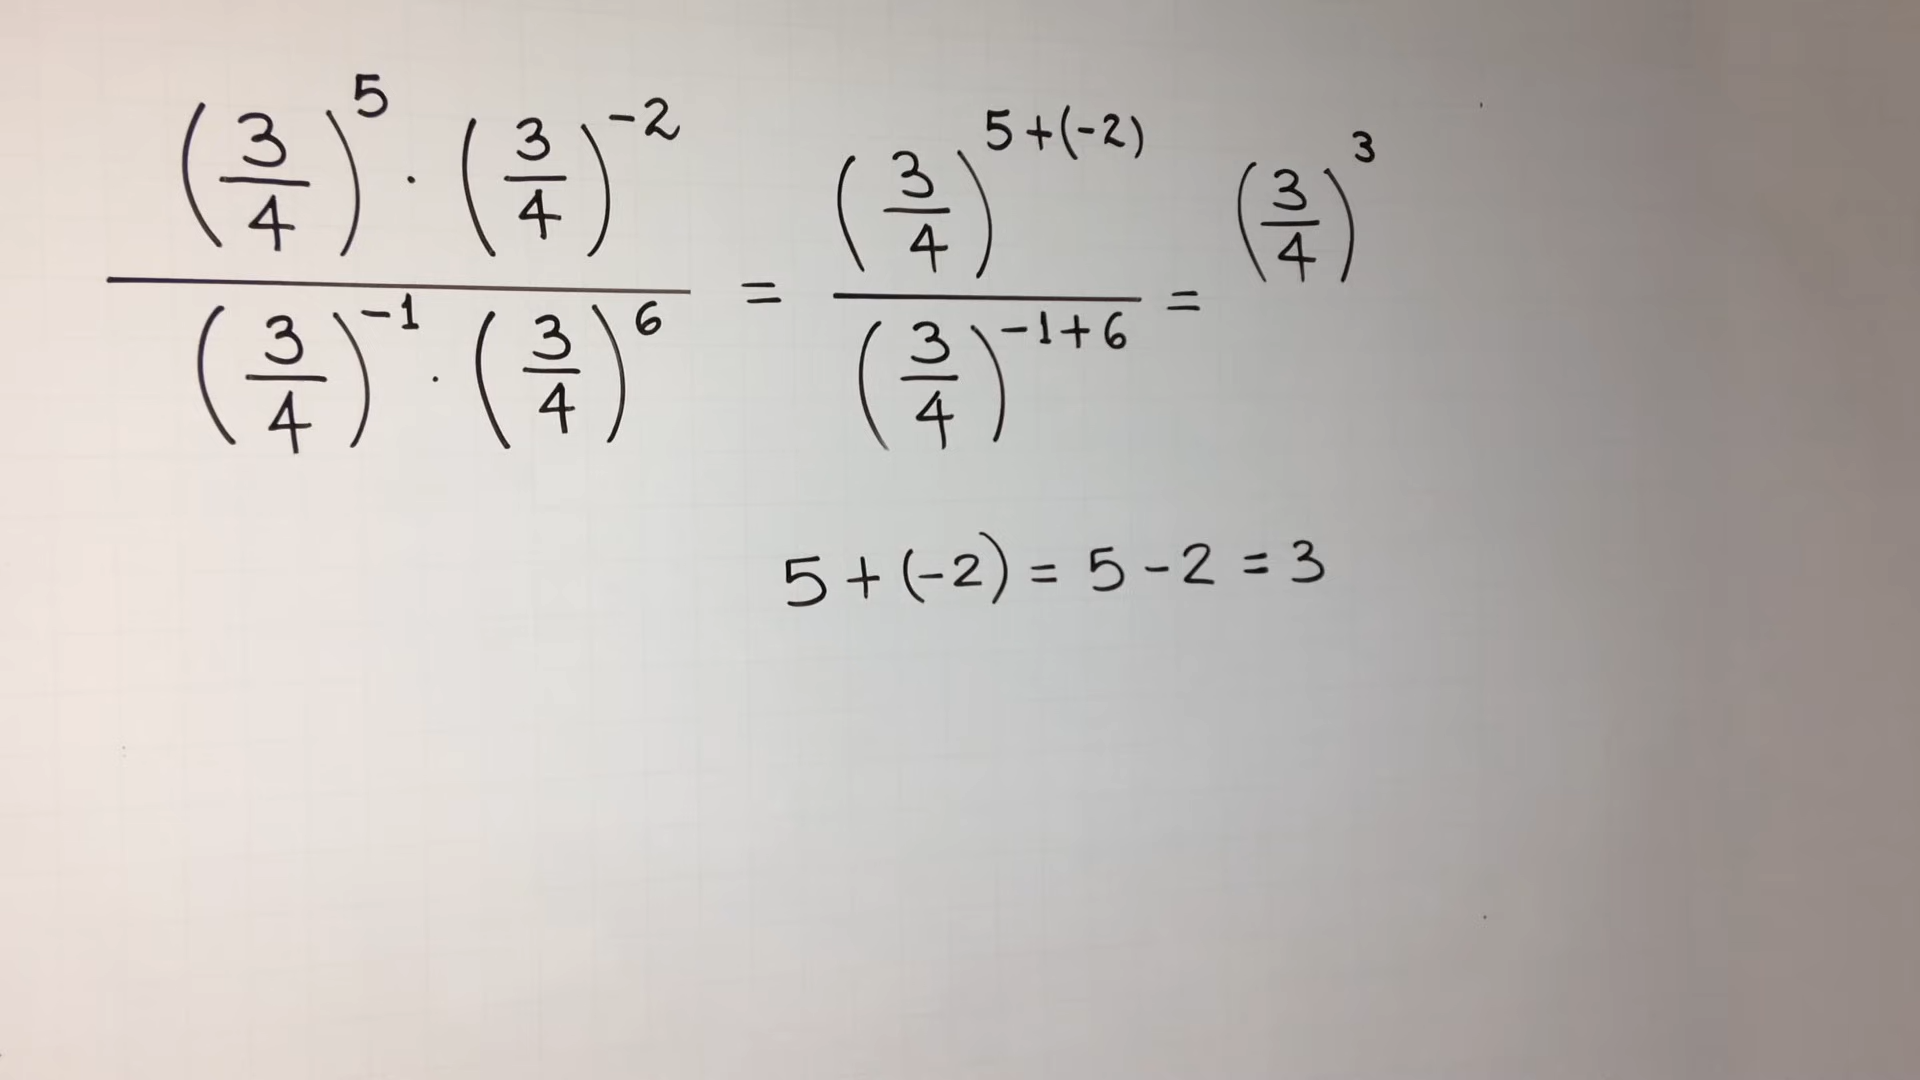 (3/4)^5 · (3/4)^-2 / (3/4)^-1 · (3/4)^6 = (3/4)^5+(-2) / (3/4)^-1+6 = (3/4)^3
5+(-2) = 5-2 = 3